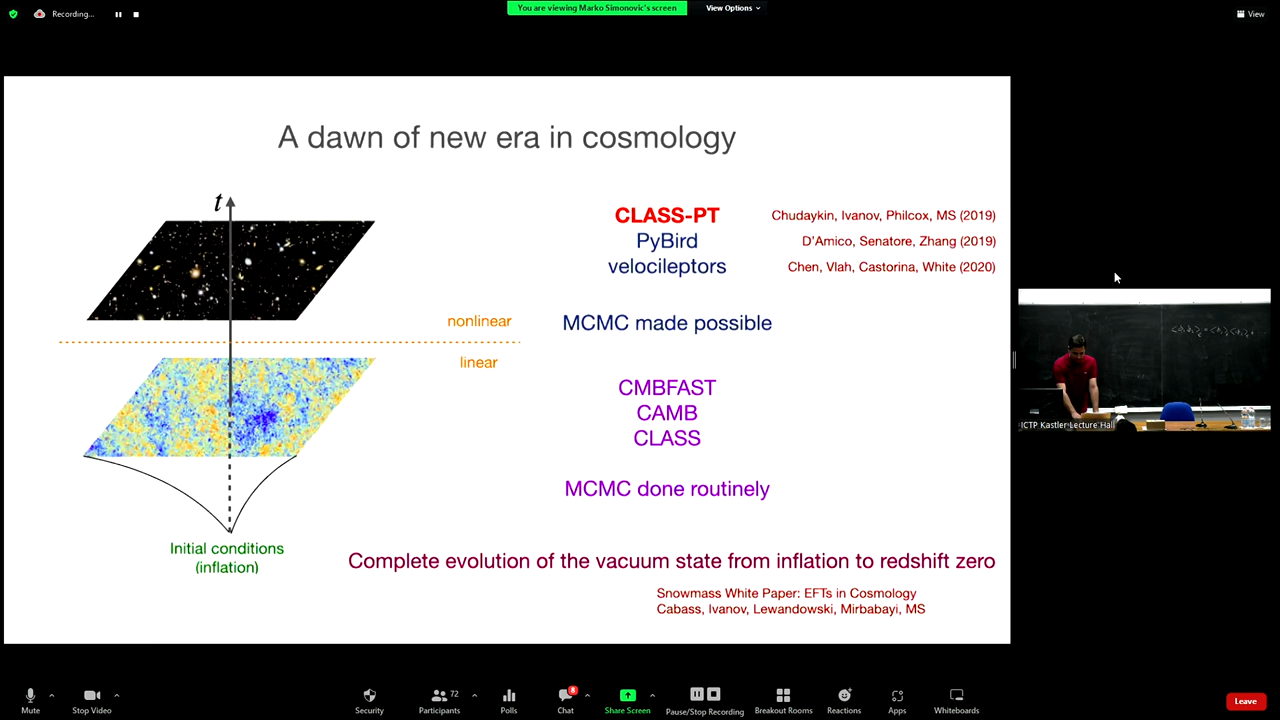 Recording...
You are viewing Marko Simonovic's screen
View Options
View
A dawn of new era in cosmology
t
CLASS-PT
Chudaykin, Ivanov, Philcox, MS (2019)
PyBird
D'Amico, Senatore, Zhang (2019)
velocileptors
Chen, Vlah, Castorina, White (2020)
nonlinear
MCMC made possible
linear
CMBFAST
CAMB
CLASS
MCMC done routinely
Initial conditions
(inflation)
Complete evolution of the vacuum state from inflation to redshift zero
Snowmass White Paper: EFTs in Cosmology
Cabass, Ivanov, Lewandowski, Mirbabayi, MS
ICTP Kastler Lecture Hall
Mute
Stop Video
Security
72
Participants
Polls
8
Chat
Share Screen
Pause/Stop Recording
Breakout Rooms
Reactions
Apps
Whiteboards
Leave